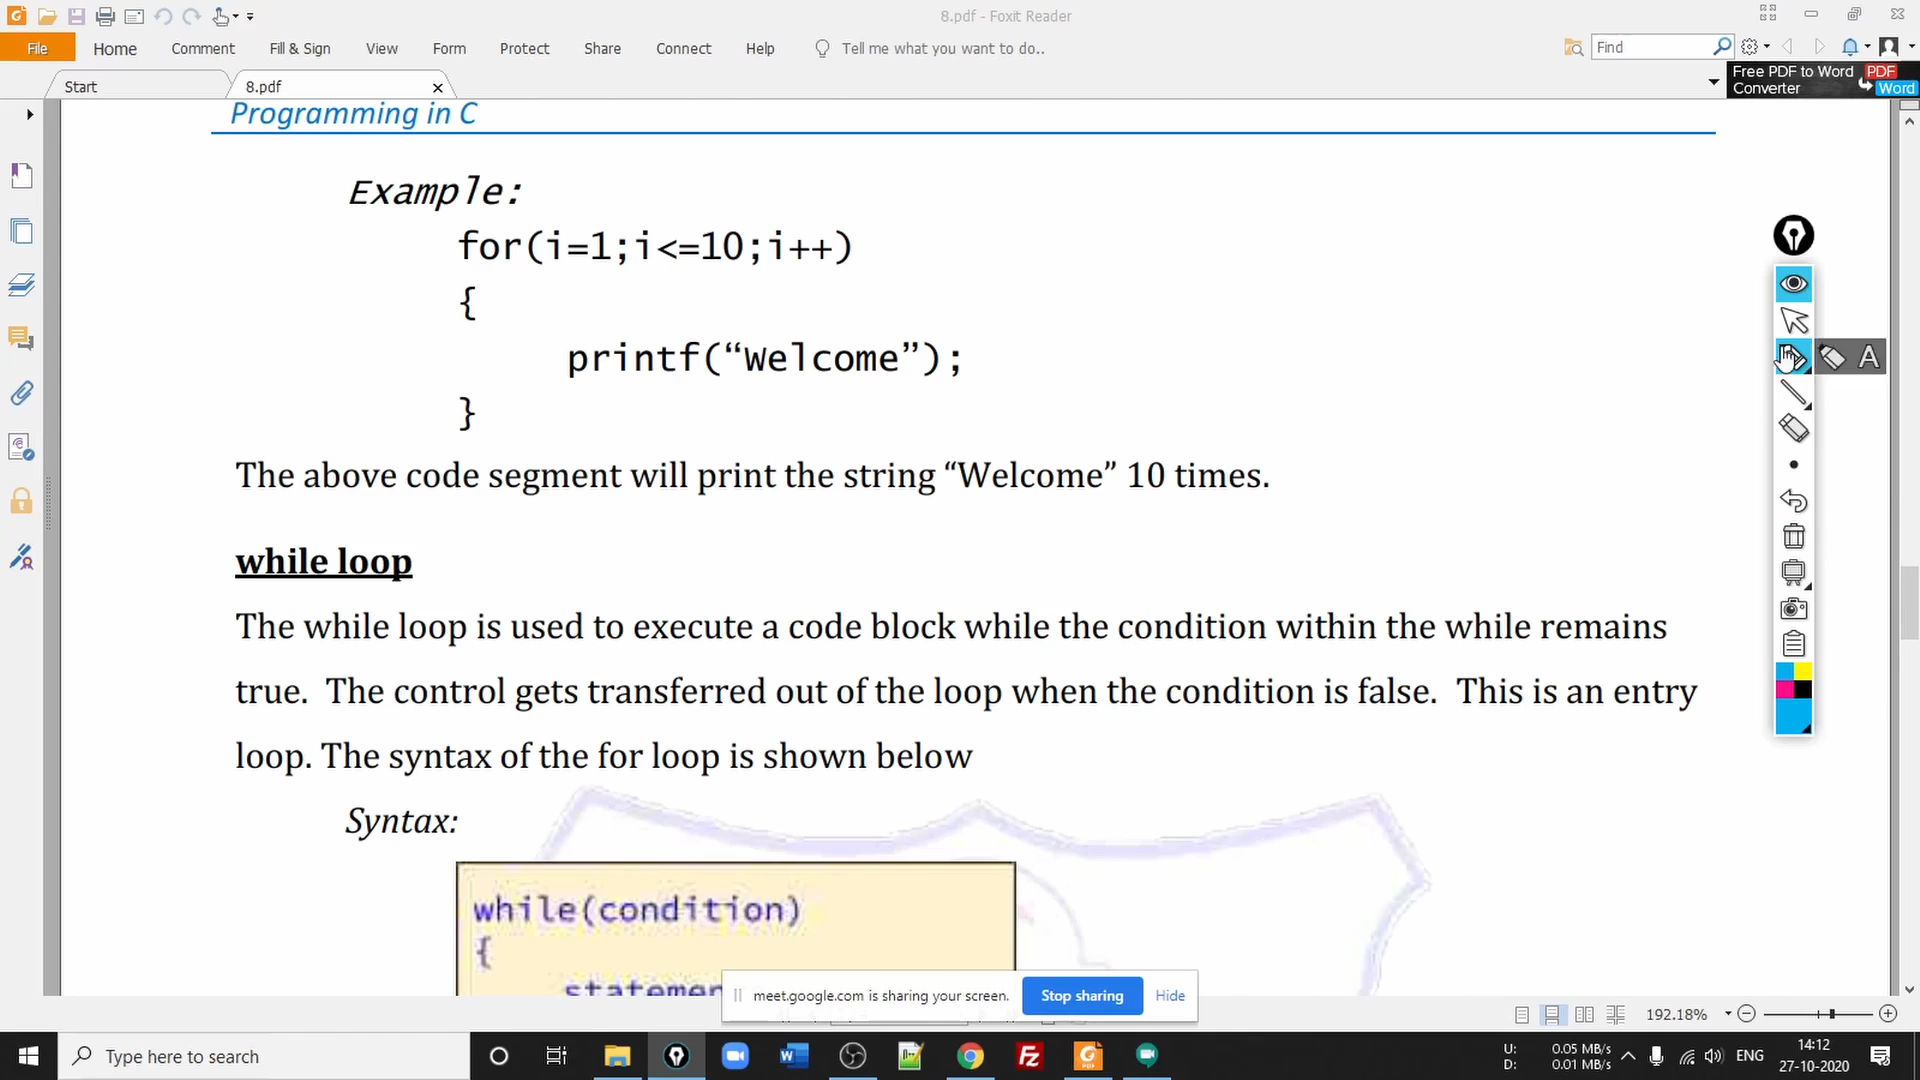 8.pdf - Foxit Reader
File Home Comment Fill & Sign View Form Protect Share Connect Help Tell me what you want to do.. Find
Start 8.pdf
Free PDF to Word PDF
Converter Word
Programming in C
Example:
for(i=1;i<=10;i++)
{
printf(“Welcome”);
}
The above code segment will print the string “Welcome” 10 times.
while loop
The while loop is used to execute a code block while the condition within the while remains
true. The control gets transferred out of the loop when the condition is false. This is an entry
loop. The syntax of the for loop is shown below
Syntax:
while(condition)
{
meet.google.com is sharing your screen. Stop sharing Hide
192.18%
Type here to search
U: 0.05 MB/s
D: 0.01 MB/s
ENG
14:12
27-10-2020